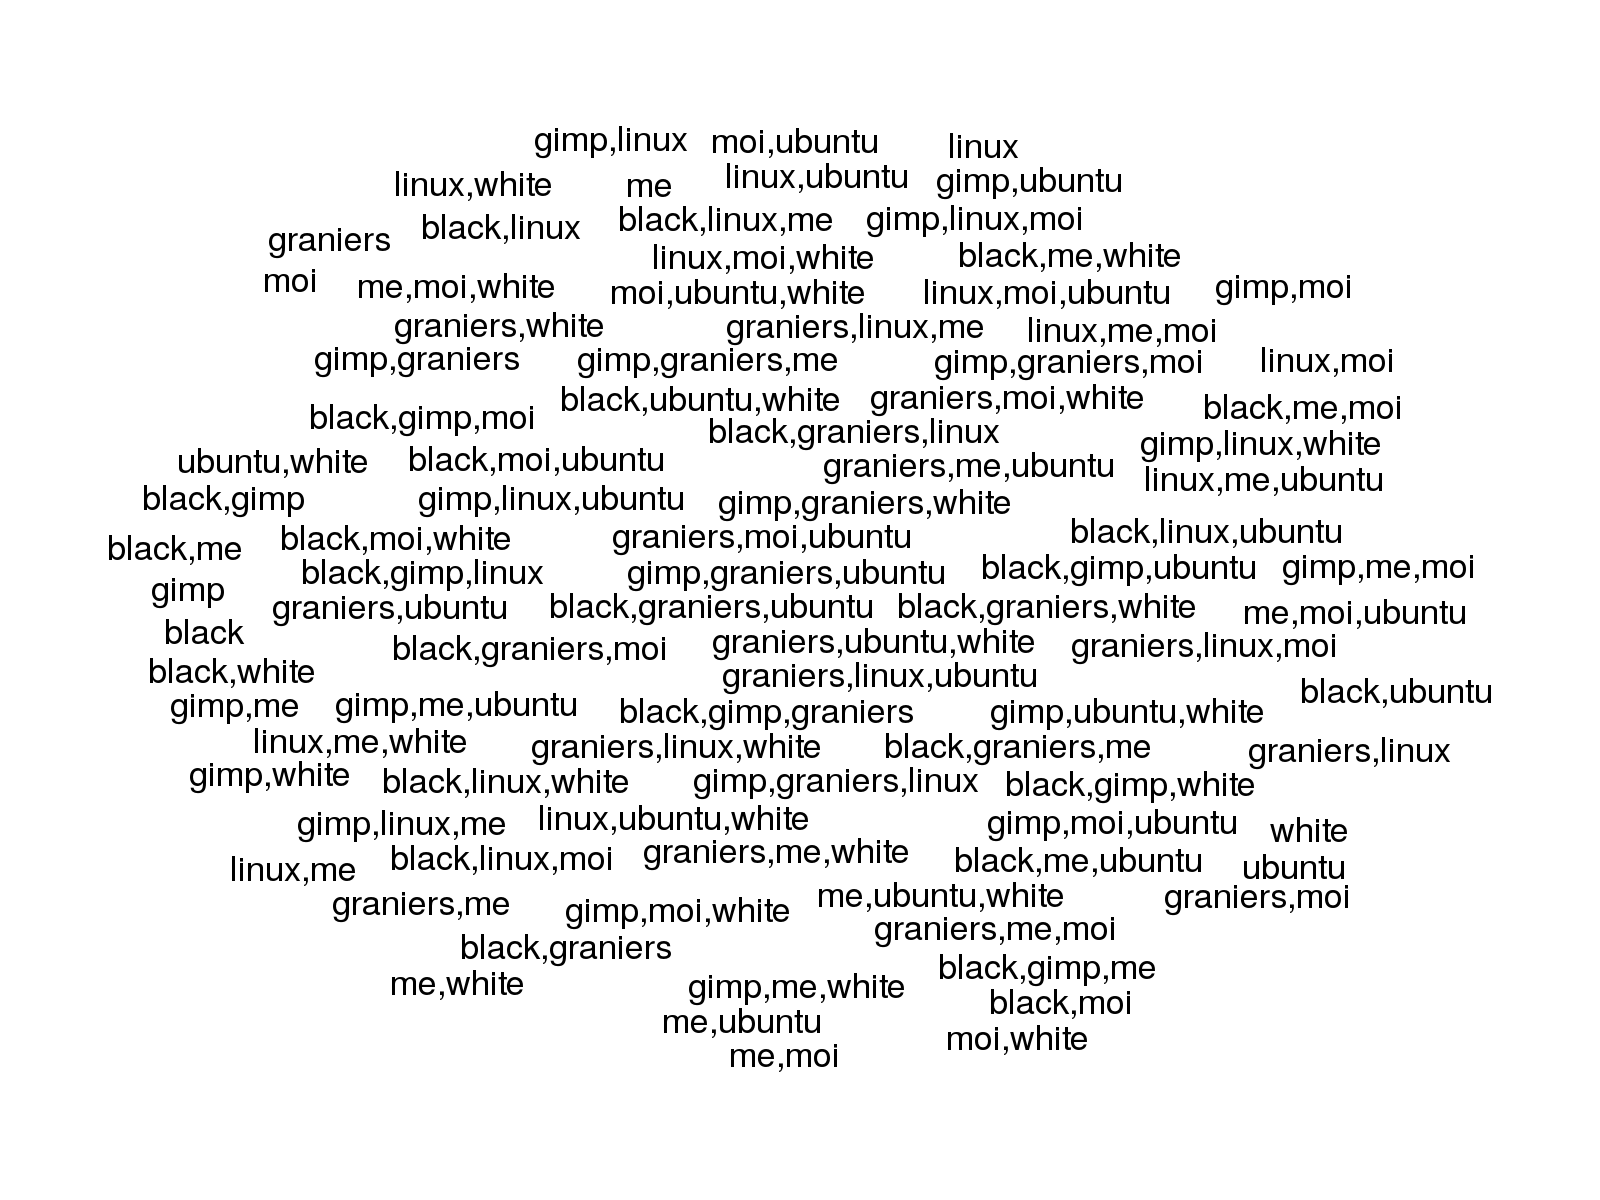 gimp,linux moi,ubuntu linux
linux,white me linux,ubuntu gimp,ubuntu
graniers black,linux black,linux,me gimp,linux,moi
linux,moi,white black,me,white
moi me,moi,white moi,ubuntu,white linux,moi,ubuntu gimp,moi
graniers,white graniers,linux,me linux,me,moi
gimp,graniers gimp,graniers,me gimp,graniers,moi linux,moi
black,ubuntu,white graniers,moi,white black,me,moi
black,gimp,moi black,graniers,linux gimp,linux,white
ubuntu,white black,moi,ubuntu graniers,me,ubuntu linux,me,ubuntu
black,gimp gimp,linux,ubuntu gimp,graniers,white
black,me black,moi,white graniers,moi,ubuntu black,linux,ubuntu
black,gimp,linux gimp,graniers,ubuntu black,gimp,ubuntu gimp,me,moi
gimp graniers,ubuntu black,graniers,ubuntu black,graniers,white me,moi,ubuntu
black black,graniers,moi graniers,ubuntu,white graniers,linux,moi
black,white graniers,linux,ubuntu black,ubuntu
gimp,me gimp,me,ubuntu black,gimp,graniers gimp,ubuntu,white
linux,me,white graniers,linux,white black,graniers,me graniers,linux
gimp,white black,linux,white gimp,graniers,linux black,gimp,white
gimp,linux,me linux,ubuntu,white gimp,moi,ubuntu white
linux,me black,linux,moi graniers,me,white black,me,ubuntu ubuntu
graniers,me gimp,moi,white me,ubuntu,white graniers,moi
black,graniers graniers,me,moi
me,white gimp,me,white black,gimp,me
me,ubuntu black,moi
me,moi moi,white